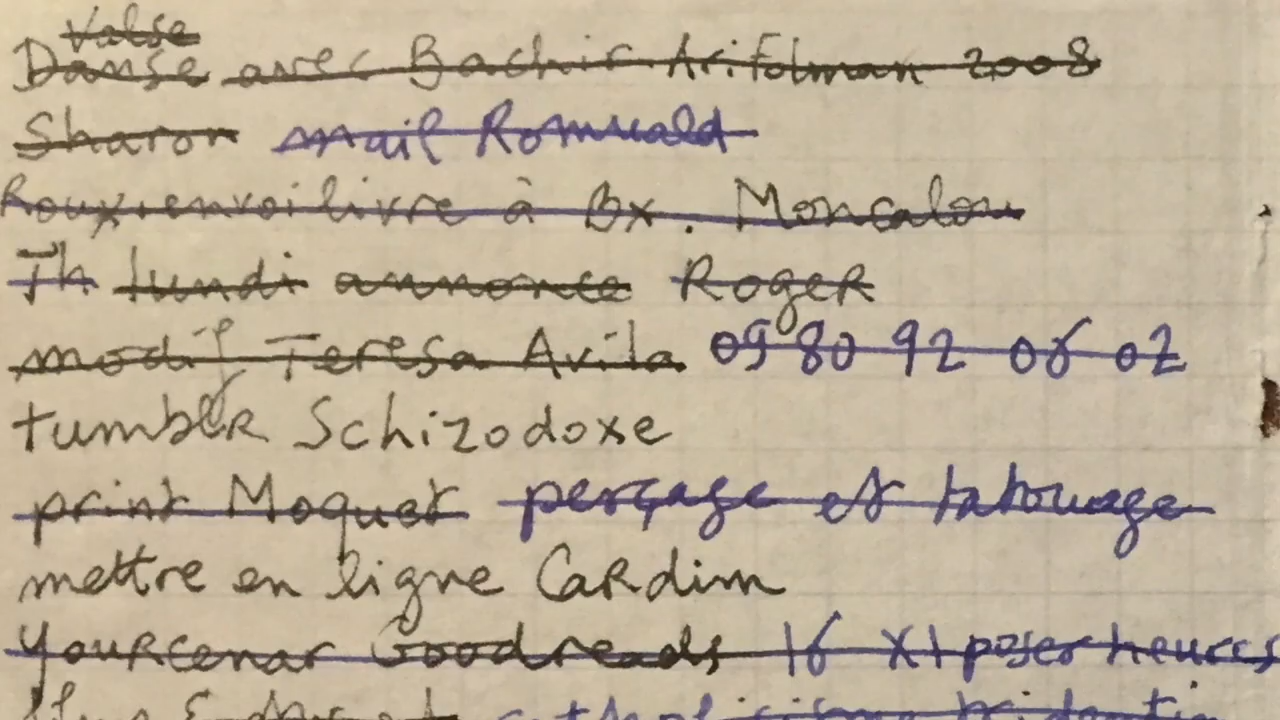 Valse
Danse avec Bachir Ari Folman 2008
Sharon mail Romuald
Roux envoi livre à Bx. Moncalou
Th lundi annonce Roger
modif Teresa Avila 09 80 92 06 02
tumblr Schizodoxe
print Moquet perçage et tatouage
mettre en ligne Cardim
Yourcenar Goodreads 16 XI poser heures